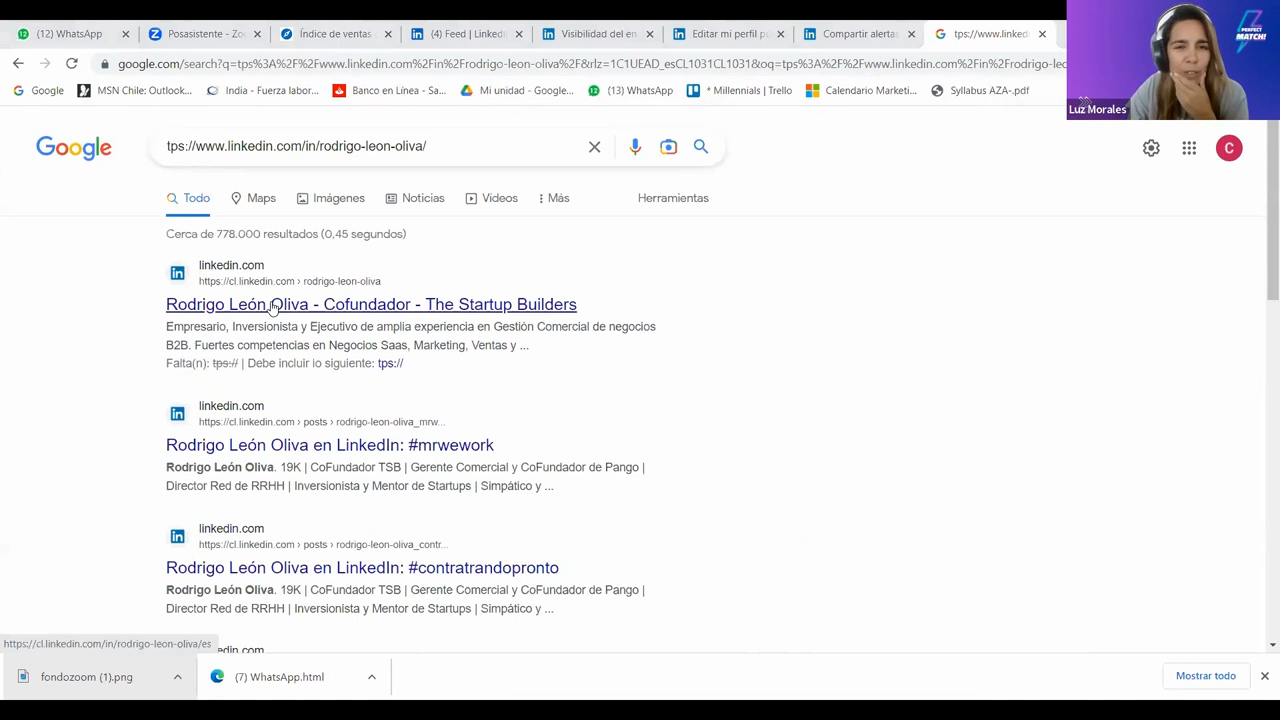 (12) WhatsApp
Posasistente - Zoo
Índice de ventas
(4) Feed | LinkedIn
Visibilidad del en
Editar mi perfil pú
Compartir alertas
tps://www.linked
google.com/search?q=tps%3A%2F%2Fwww.linkedin.com%2Fin%2Frodrigo-leon-oliva%2F&rlz=1C1UEAD_esCL1031CL1031&oq=tps%3A%2F%2Fwww.linkedin.com%2Fin%2Frodrigo-lec
Google
MSN Chile: Outlook...
India - Fuerza labor...
Banco en Línea - Sa...
Mi unidad - Google...
(13) WhatsApp
* Millennials | Trello
Calendario Marketi...
Syllabus AZA-.pdf
PERFECT
MATCH!
Luz Morales
Google
tps://www.linkedin.com/in/rodrigo-leon-oliva/
C
Todo
Maps
Imágenes
Noticias
Videos
Más
Herramientas
Cerca de 778.000 resultados (0,45 segundos)
linkedin.com
https://cl.linkedin.com › rodrigo-leon-oliva
Rodrigo León Oliva - Cofundador - The Startup Builders
Empresario, Inversionista y Ejecutivo de amplia experiencia en Gestión Comercial de negocios
B2B. Fuertes competencias en Negocios Saas, Marketing, Ventas y ...
Falta(n): tps:// | Debe incluir lo siguiente: tps://
linkedin.com
https://cl.linkedin.com › posts › rodrigo-leon-oliva_mrw...
Rodrigo León Oliva en LinkedIn: #mrwework
Rodrigo León Oliva. 19K | CoFundador TSB | Gerente Comercial y CoFundador de Pango |
Director Red de RRHH | Inversionista y Mentor de Startups | Simpático y ...
linkedin.com
https://cl.linkedin.com › posts › rodrigo-leon-oliva_contr...
Rodrigo León Oliva en LinkedIn: #contratrandopronto
Rodrigo León Oliva. 19K | CoFundador TSB | Gerente Comercial y CoFundador de Pango |
Director Red de RRHH | Inversionista y Mentor de Startups | Simpático y ...
https://cl.linkedin.com/in/rodrigo-leon-oliva/es
edin.com
fondozoom (1).png
(7) WhatsApp.html
Mostrar todo